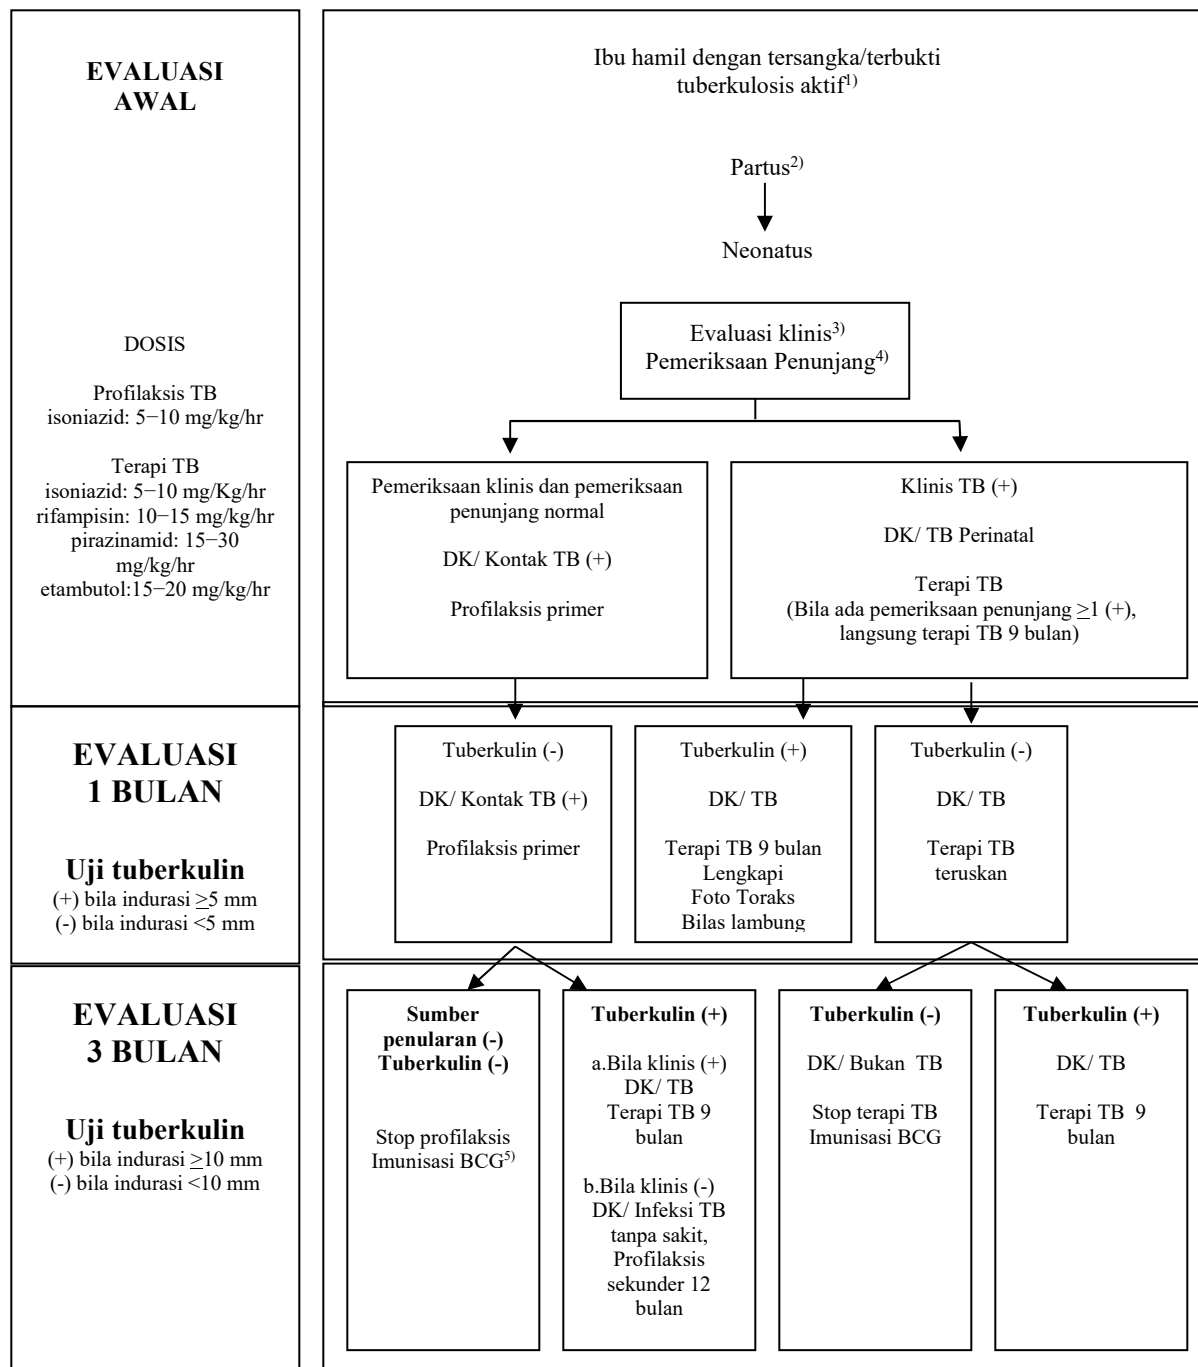 EVALUASI
AWAL
DOSIS
Profilaksis TB
isoniazid: 5−10 mg/kg/hr
Terapi TB
isoniazid: 5−10 mg/Kg/hr
rifampisin: 10−15 mg/kg/hr
pirazinamid: 15−30
mg/kg/hr
etambutol:15−20 mg/kg/hr
Ibu hamil dengan tersangka/terbukti
tuberkulosis aktif1)
Partus2)
Neonatus
Evaluasi klinis3)
Pemeriksaan Penunjang4)
Pemeriksaan klinis dan pemeriksaan
penunjang normal
DK/ Kontak TB (+)
Profilaksis primer
Klinis TB (+)
DK/ TB Perinatal
Terapi TB
(Bila ada pemeriksaan penunjang ≥1 (+),
langsung terapi TB 9 bulan)
EVALUASI
1 BULAN
Uji tuberkulin
(+) bila indurasi ≥5 mm
(-) bila indurasi <5 mm
Tuberkulin (-)
DK/ Kontak TB (+)
Profilaksis primer
Tuberkulin (+)
DK/ TB
Terapi TB 9 bulan
Lengkapi
Foto Toraks
Bilas lambung
Tuberkulin (-)
DK/ TB
Terapi TB
teruskan
EVALUASI
3 BULAN
Uji tuberkulin
(+) bila indurasi ≥10 mm
(-) bila indurasi <10 mm
Sumber
penularan (-)
Tuberkulin (-)
Stop profilaksis
Imunisasi BCG5)
Tuberkulin (+)
a.Bila klinis (+)
DK/ TB
Terapi TB 9
bulan
b.Bila klinis (-)
DK/ Infeksi TB
tanpa sakit,
Profilaksis
sekunder 12
bulan
Tuberkulin (-)
DK/ Bukan TB
Stop terapi TB
Imunisasi BCG
Tuberkulin (+)
DK/ TB
Terapi TB 9
bulan